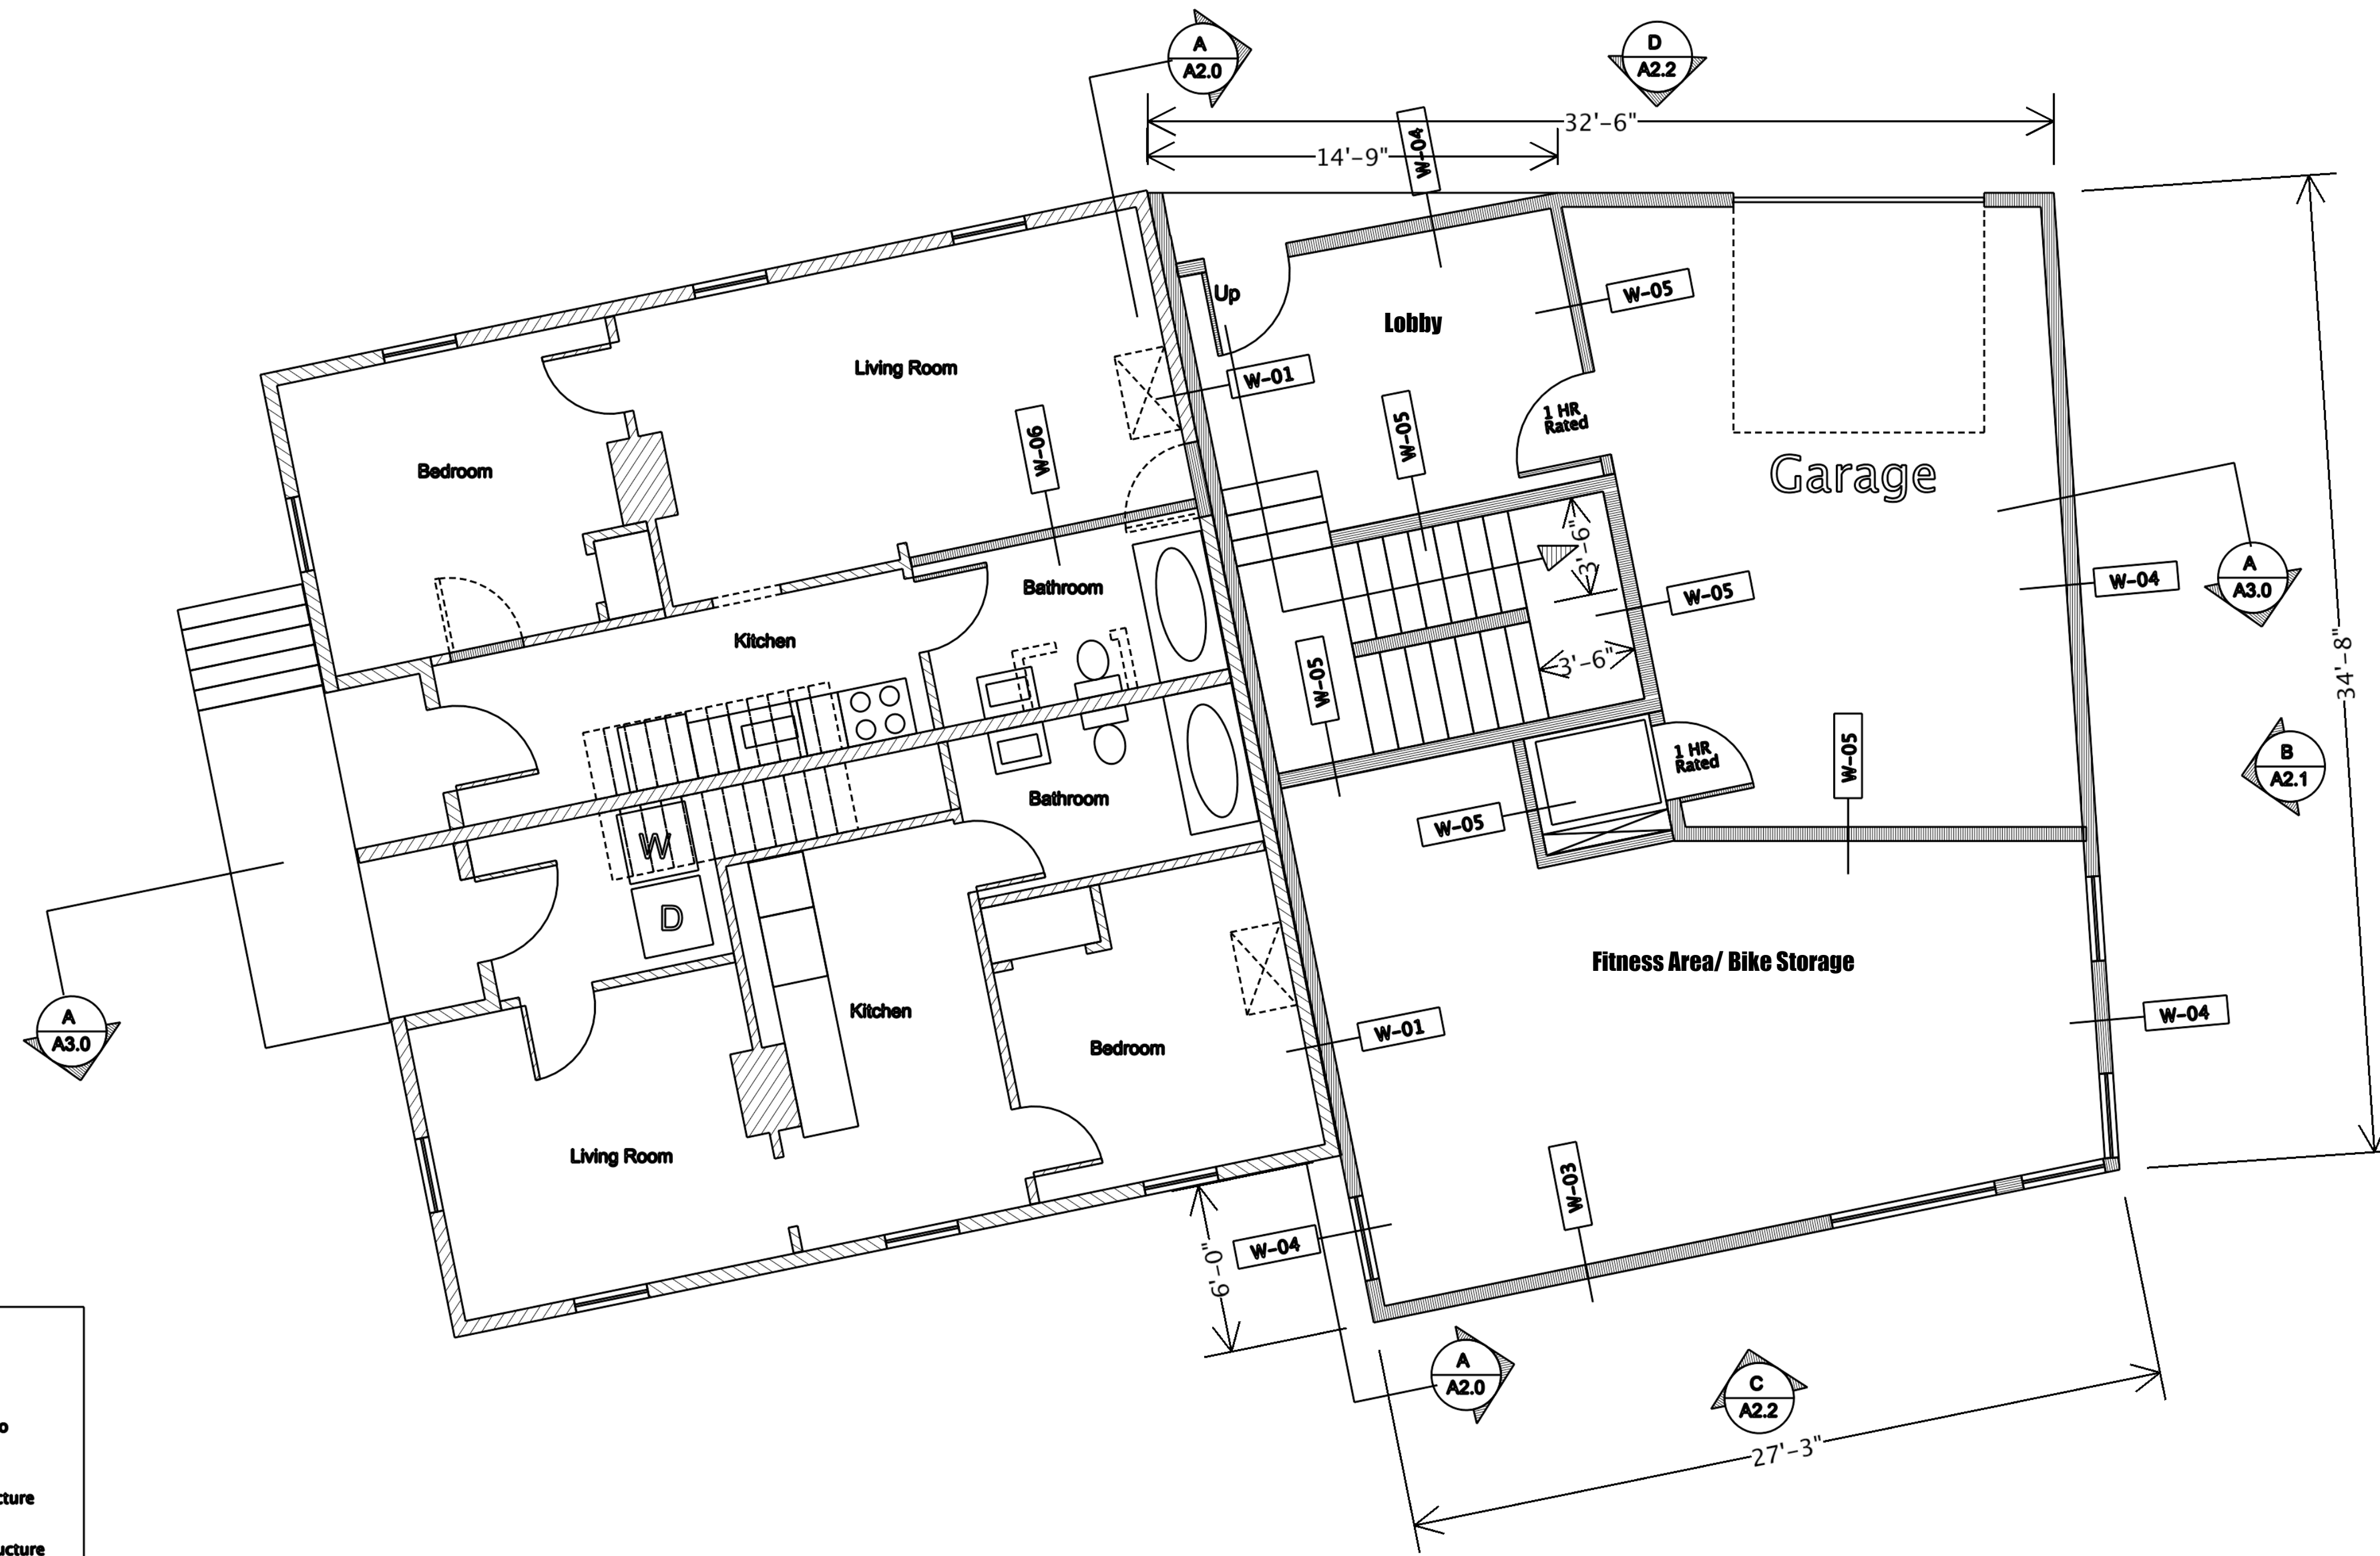 A
A2.0
D
A2.2
32'-6"
14'-9"
W-04
Up
Lobby
W-05
Living Room
W-01
1 HR
Rated
W-05
W-06
Bedroom
Garage
3'-6"
A
A3.0
W-04
Bathroom
W-05
Kitchen
34'-8"
3'-6"
W-05
W-05
1 HR
Rated
B
A2.1
Bathroom
W-05
W
D
Fitness Area/ Bike Storage
Kitchen
W-04
A
A3.0
W-01
Bedroom
Living Room
W-03
W-04
6'-0"
A
A2.0
C
A2.2
27'-3"
o
cture
ucture